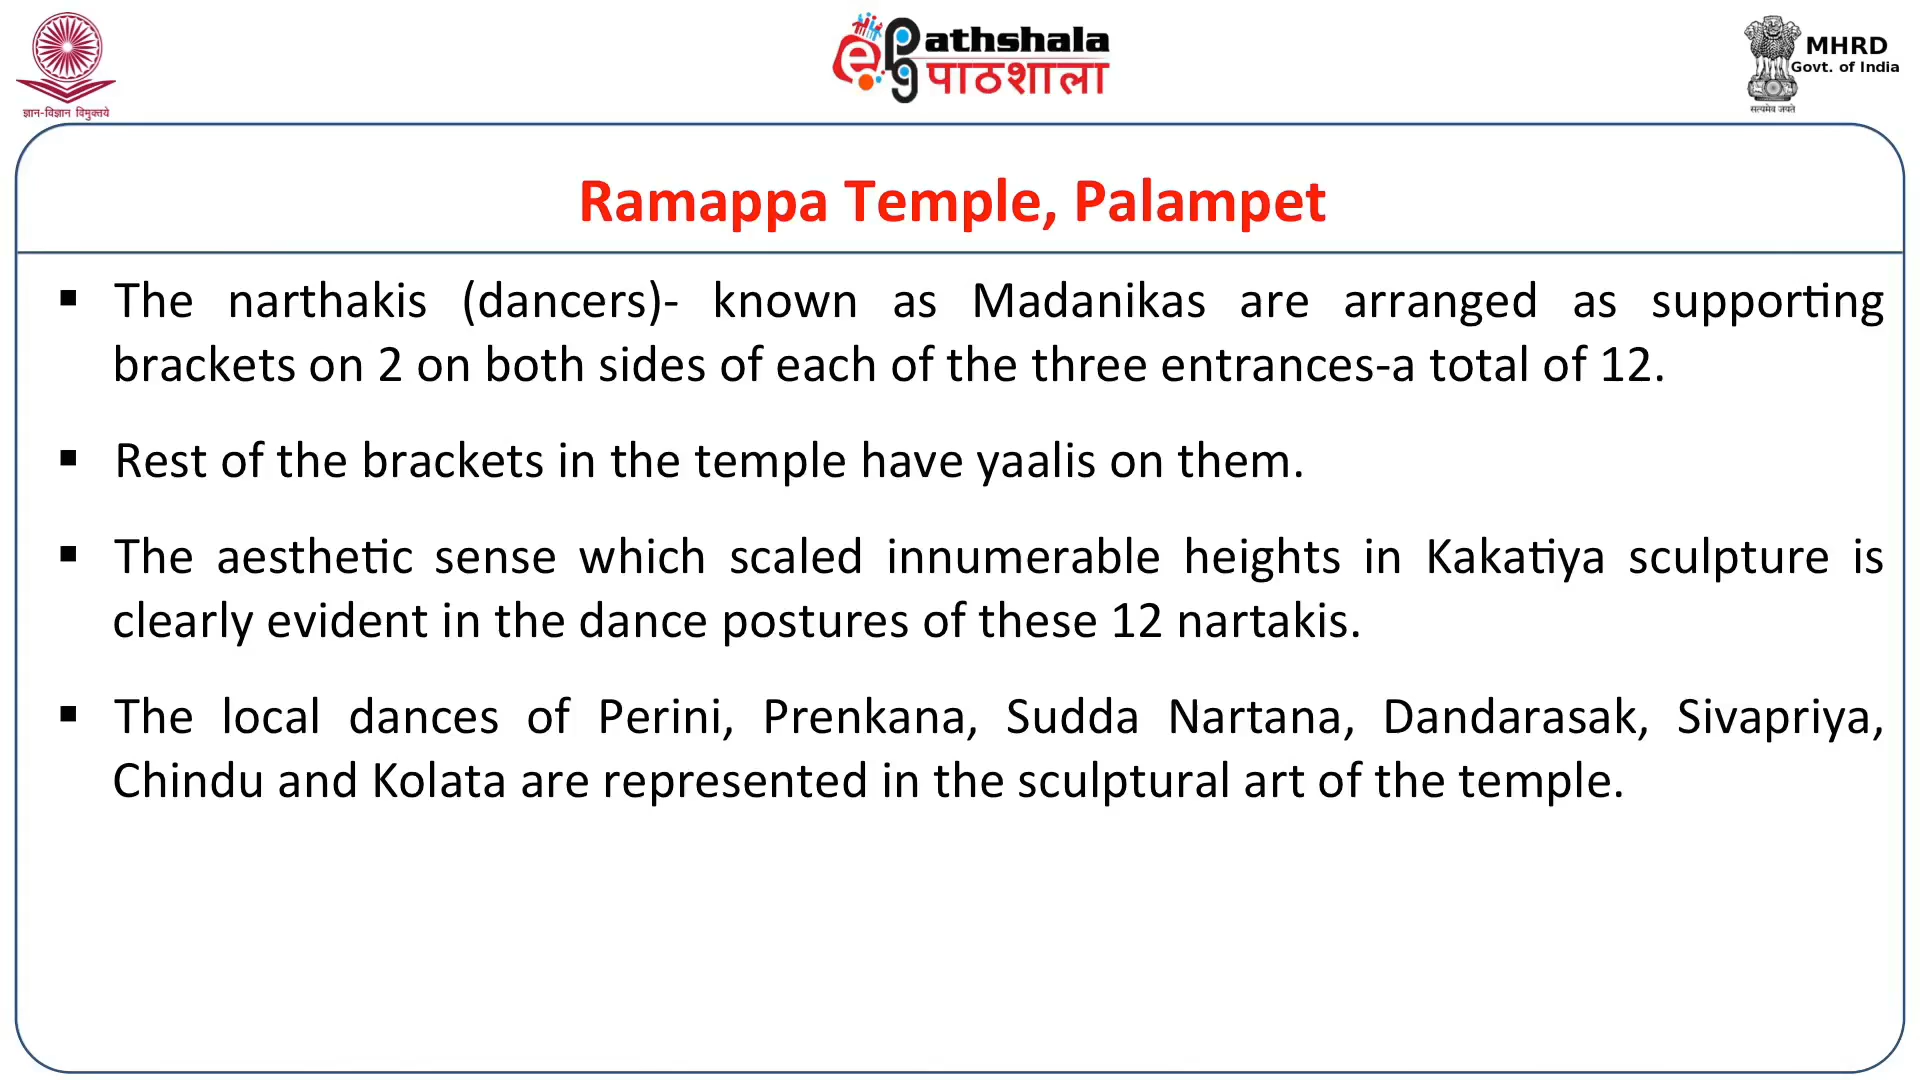 ज्ञान-विज्ञान विमुक्तये
e Pg Pathshala
पाठशाला
MHRD
Govt. of India
सत्यमेव जयते
Ramappa Temple, Palampet
▪ The narthakis (dancers)- known as Madanikas are arranged as supporting
brackets on 2 on both sides of each of the three entrances-a total of 12.
▪ Rest of the brackets in the temple have yaalis on them.
▪ The aesthetic sense which scaled innumerable heights in Kakatiya sculpture is
clearly evident in the dance postures of these 12 nartakis.
▪ The local dances of Perini, Prenkana, Sudda Nartana, Dandarasak, Sivapriya,
Chindu and Kolata are represented in the sculptural art of the temple.